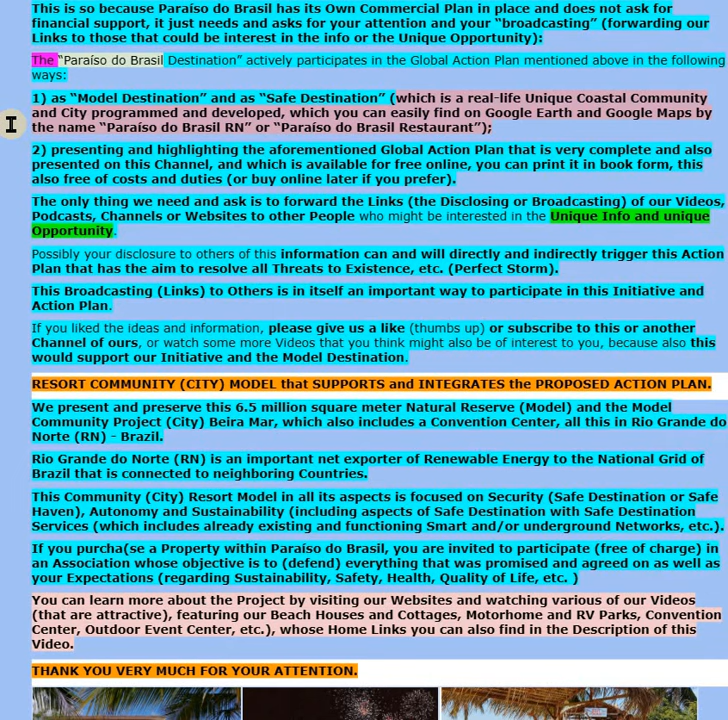 This is so because Paraíso do Brasil has its Own Commercial Plan in place and does not ask for
financial support, it just needs and asks for your attention and your “broadcasting” (forwarding our
Links to those that could be interested in the info or the Unique Opportunity):
The “Paraíso do Brasil Destination” actively participates in the Global Action Plan mentioned above in the following
ways:
1) as “Model Destination” and as “Safe Destination” (which is a real-life Unique Coastal Community
and City programmed and developed, which you can easily find on Google Earth and Google Maps by
the name “Paraíso do Brasil RN” or “Paraíso do Brasil Restaurant”);
2) presenting and highlighting the aforementioned Global Action Plan that is very complete and also
presented on this Channel, and which is available for free online, you can print it in book form, this
also free of costs and duties (or buy online later if you prefer).
The only thing we need and ask is to forward the Links (the Disclosing or Broadcasting) of our Videos,
Podcasts, Channels or Websites to other People who might be interested in the Unique Info and unique
Opportunity.
Possibly your disclosure to others of this information can and will directly and indirectly trigger this Action
Plan that has the aim to resolve all Threats to Existence, etc. (Perfect Storm).
This Broadcasting (Links) to Others is in itself an important way to participate in this Initiative and
Action Plan.
If you liked the ideas and information, please give us a like (thumbs up) or subscribe to this or another
Channel of ours, or watch some more Videos that you think might also be of interest to you, because also this
would support our Initiative and the Model Destination.
RESORT COMMUNITY (CITY) MODEL that SUPPORTS and INTEGRATES the PROPOSED ACTION PLAN.
We present and preserve this 6.5 million square meter Natural Reserve (Model) and the Model
Community Project (City) Beira Mar, which also includes a Convention Center, all this in Rio Grande do
Norte (RN) - Brazil.
Rio Grande do Norte (RN) is an important net exporter of Renewable Energy to the National Grid of
Brazil that is connected to neighboring Countries.
This Community (City) Resort Model in all its aspects is focused on Security (Safe Destination or Safe
Haven), Autonomy and Sustainability (including aspects of Safe Destination with Safe Destination
Services (which includes already existing and functioning Smart and/or underground Networks, etc.).
If you purcha(se a Property within Paraíso do Brasil, you are invited to participate (free of charge) in
an Association whose objective is to (defend) everything that was promised and agreed on as well as
your Expectations (regarding Sustainability, Safety, Health, Quality of Life, etc. )
You can learn more about the Project by visiting our Websites and watching various of our Videos
(that are attractive), featuring our Beach Houses and Cottages, Motorhome and RV Parks, Convention
Center, Outdoor Event Center, etc.), whose Home Links you can also find in the Description of this
Video.
THANK YOU VERY MUCH FOR YOUR ATTENTION.